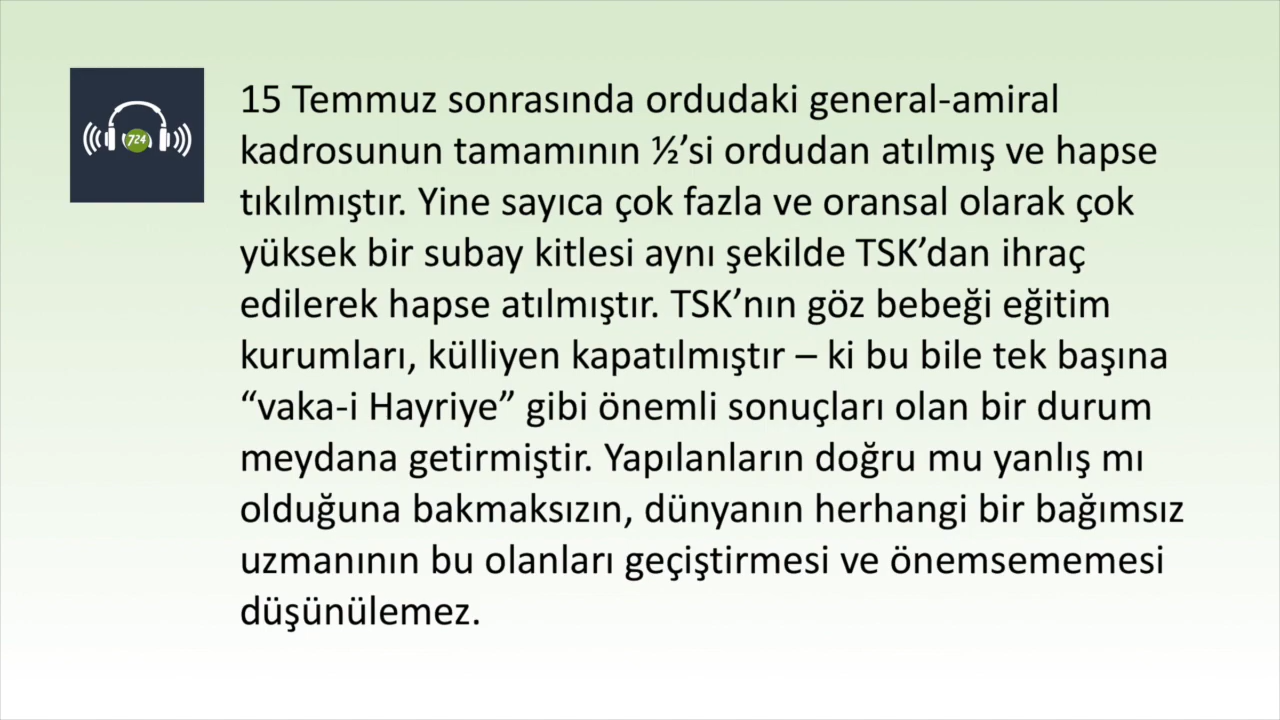 724
15 Temmuz sonrasında ordudaki general-amiral
kadrosunun tamamının ½’si ordudan atılmış ve hapse
tıkılmıştır. Yine sayıca çok fazla ve oransal olarak çok
yüksek bir subay kitlesi aynı şekilde TSK’dan ihraç
edilerek hapse atılmıştır. TSK’nın göz bebeği eğitim
kurumları, külliyen kapatılmıştır – ki bu bile tek başına
“vaka-i Hayriye” gibi önemli sonuçları olan bir durum
meydana getirmiştir. Yapılanların doğru mu yanlış mı
olduğuna bakmaksızın, dünyanın herhangi bir bağımsız
uzmanının bu olanları geçiştirmesi ve önemsememesi
düşünülemez.